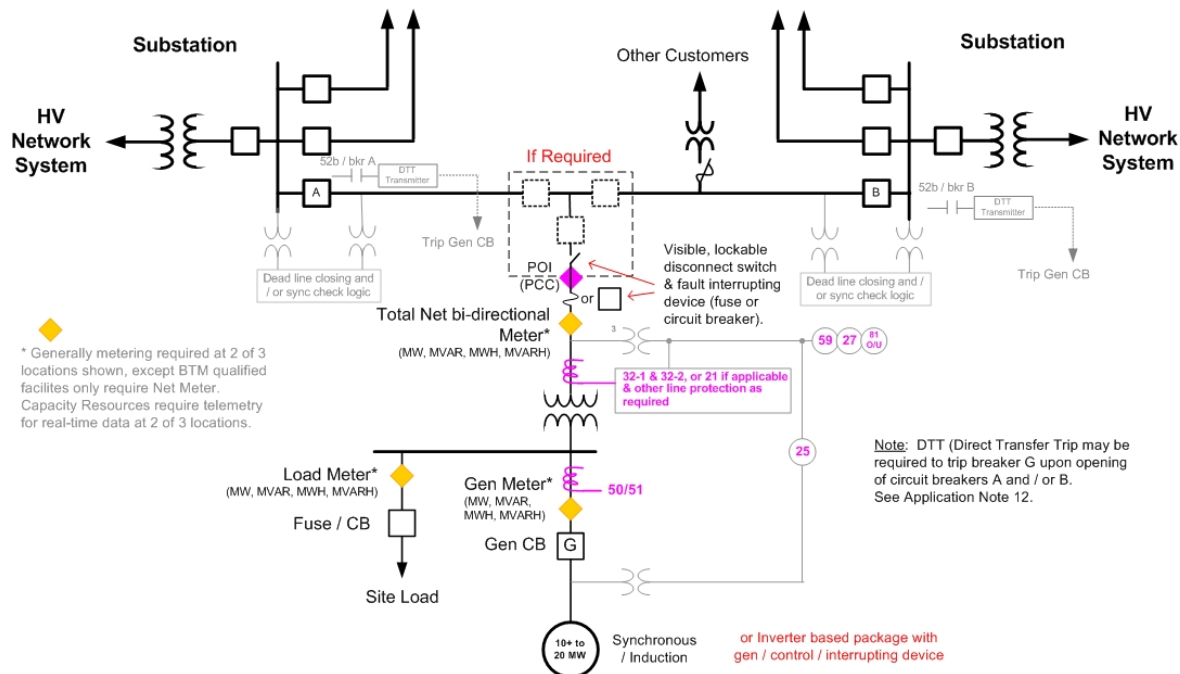 Substation
Substation
Other Customers
HV
Network
System
HV
Network
System
If Required
52b / bkr A
DTT
Transmitter
A
B
52b / bkr B
DTT
Transmitter
Trip Gen CB
Trip Gen CB
Dead line closing and
/ or sync check logic
Dead line closing and /
or sync check logic
POI
(PCC)
Visible, lockable
disconnect switch
& fault interrupting
device (fuse or
circuit breaker).
or
Total Net bi-directional
Meter*
(MW, MVAR, MWH, MVARH)
3
59
27
81
O/U
* Generally metering required at 2 of 3
locations shown, except BTM qualified
facilites only require Net Meter.
Capacity Resources require telemetry
for real-time data at 2 of 3 locations.
32-1 & 32-2, or 21 if applicable
& other line protection as
required
25
Note: DTT (Direct Transfer Trip may be
required to trip breaker G upon opening
of circuit breakers A and / or B.
See Application Note 12.
Load Meter*
(MW, MVAR, MWH, MVARH)
Fuse / CB
Site Load
Gen Meter*
(MW, MVAR,
MWH, MVARH)
50/51
Gen CB
G
10+ to
20 MW
Synchronous
/ Induction
or Inverter based package with
gen / control / interrupting device